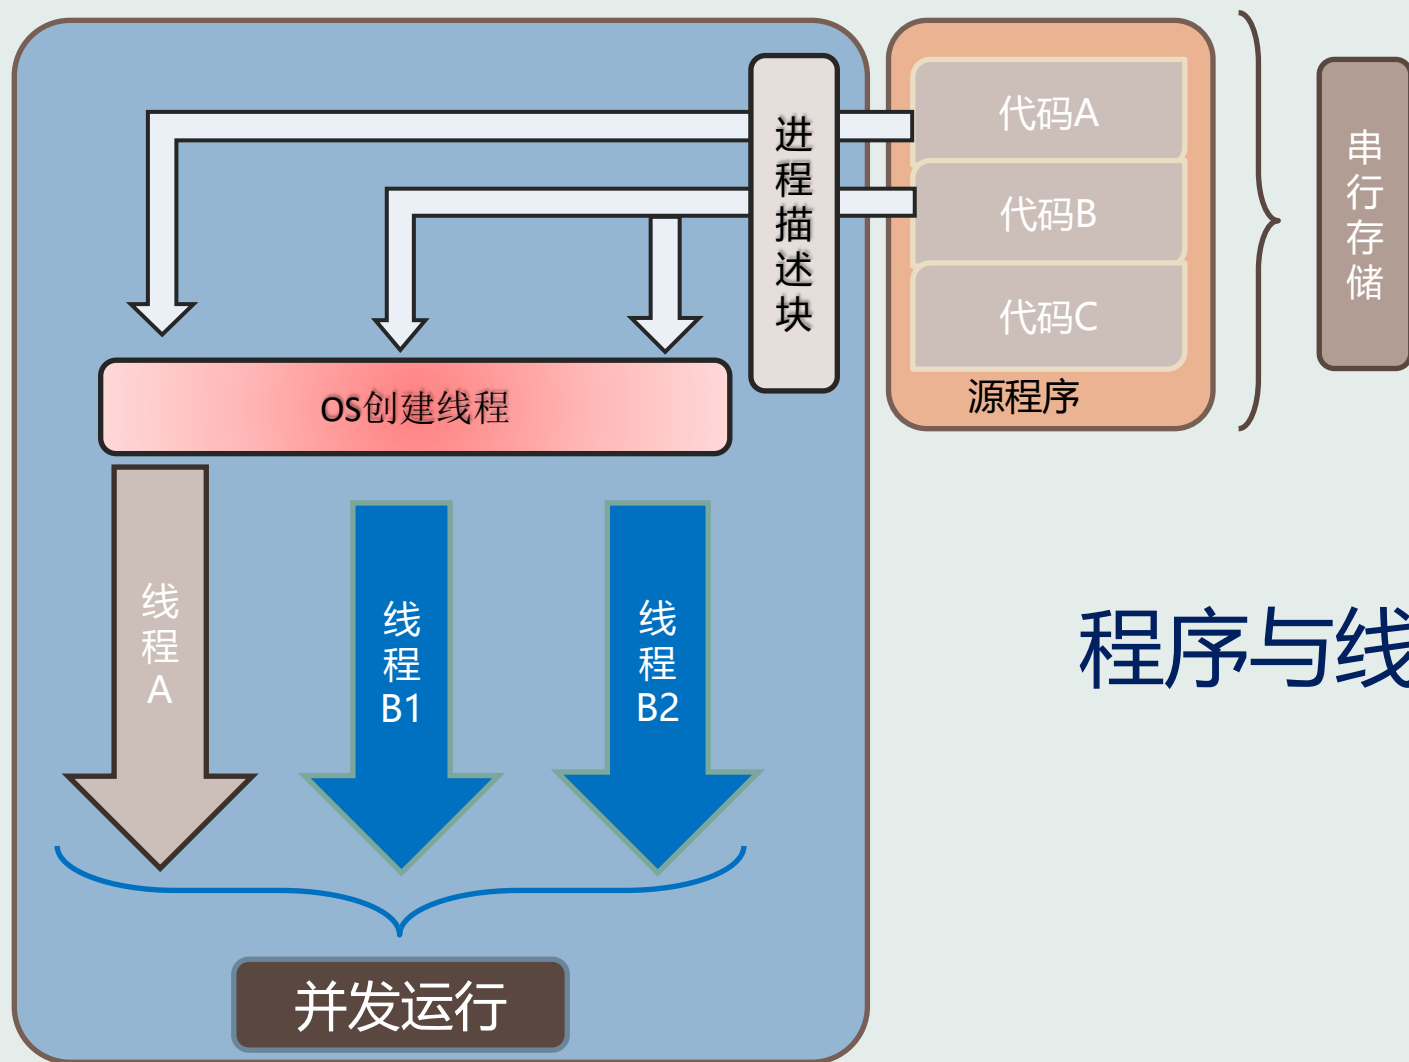 进程描述块
代码A
代码B
代码C
源程序
串行存储
OS创建线程
线程A
线程B1
线程B2
程序与线
并发运行